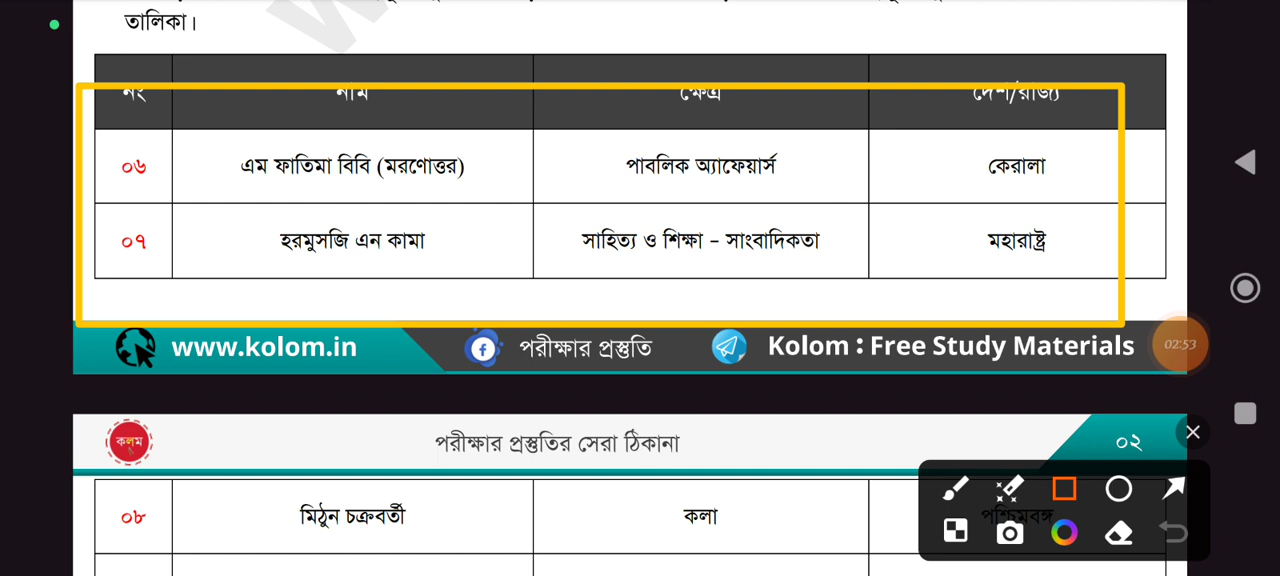 তালিকা।
নং নাম ক্ষেত্র দেশ/রাজ্য
০৬ এম ফাতিমা বিবি (মরণোত্তর) পাবলিক অ্যাফেয়ার্স কেরালা
০৭ হরমুসজি এন কামা সাহিত্য ও শিক্ষা – সাংবাদিকতা মহারাষ্ট্র
www.kolom.in পরীক্ষার প্রস্তুতি Kolom : Free Study Materials
02:53
কলম পরীক্ষার প্রস্তুতির সেরা ঠিকানা ০২
০৮ মিঠুন চক্রবর্তী কলা পশ্চিমবঙ্গ